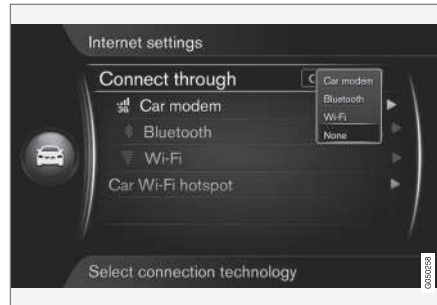 Internet settings
Connect through
Car modem
Bluetooth
Wi-Fi
None
3G Car modem
Bluetooth
Wi-Fi
Car Wi-Fi hotspot
Select connection technology
G050258